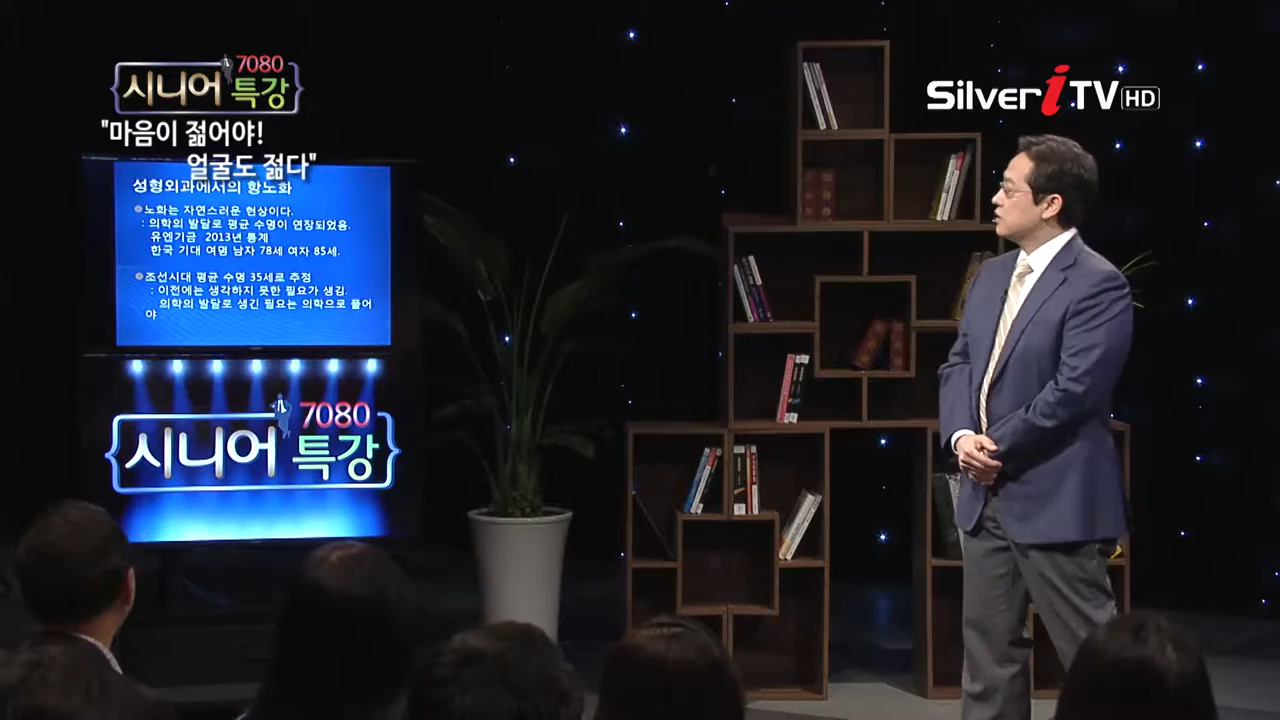 7080
시니어 특강
"마음이 젊어야!
얼굴도 젊다"
Silver i TV HD
성형외과에서의 항노화
노화는 자연스러운 현상이다.
: 의학의 발달로 평균 수명이 연장되었음.
유엔기금 2013년 통계
한국 기대 여명 남자 78세 여자 85세.
조선시대 평균 수명 35세로 추정
: 이전에는 생각하지 못한 필요가 생김.
의학의 발달로 생긴 필요는 의학으로 풀어
야
7080
시니어 특강